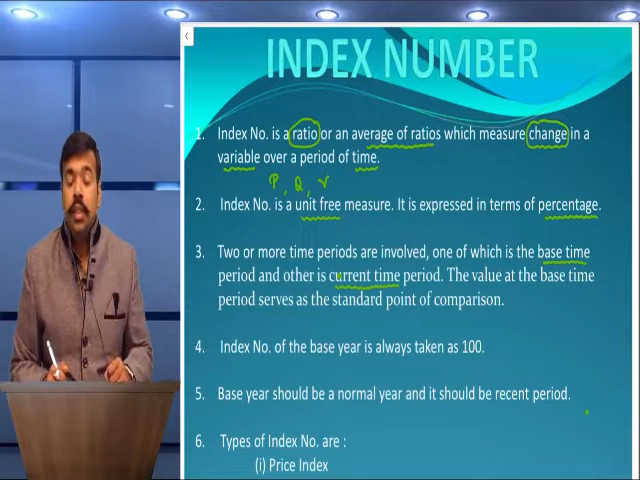 INDEX NUMBER
1. Index No. is a ratio or an average of ratios which measure change in a
variable over a period of time.
P, Q, V
2. Index No. is a unit free measure. It is expressed in terms of percentage.
3. Two or more time periods are involved, one of which is the base time
period and other is current time period. The value at the base time
period serves as the standard point of comparison.
4. Index No. of the base year is always taken as 100.
5. Base year should be a normal year and it should be recent period.
6. Types of Index No. are :
(i) Price Index